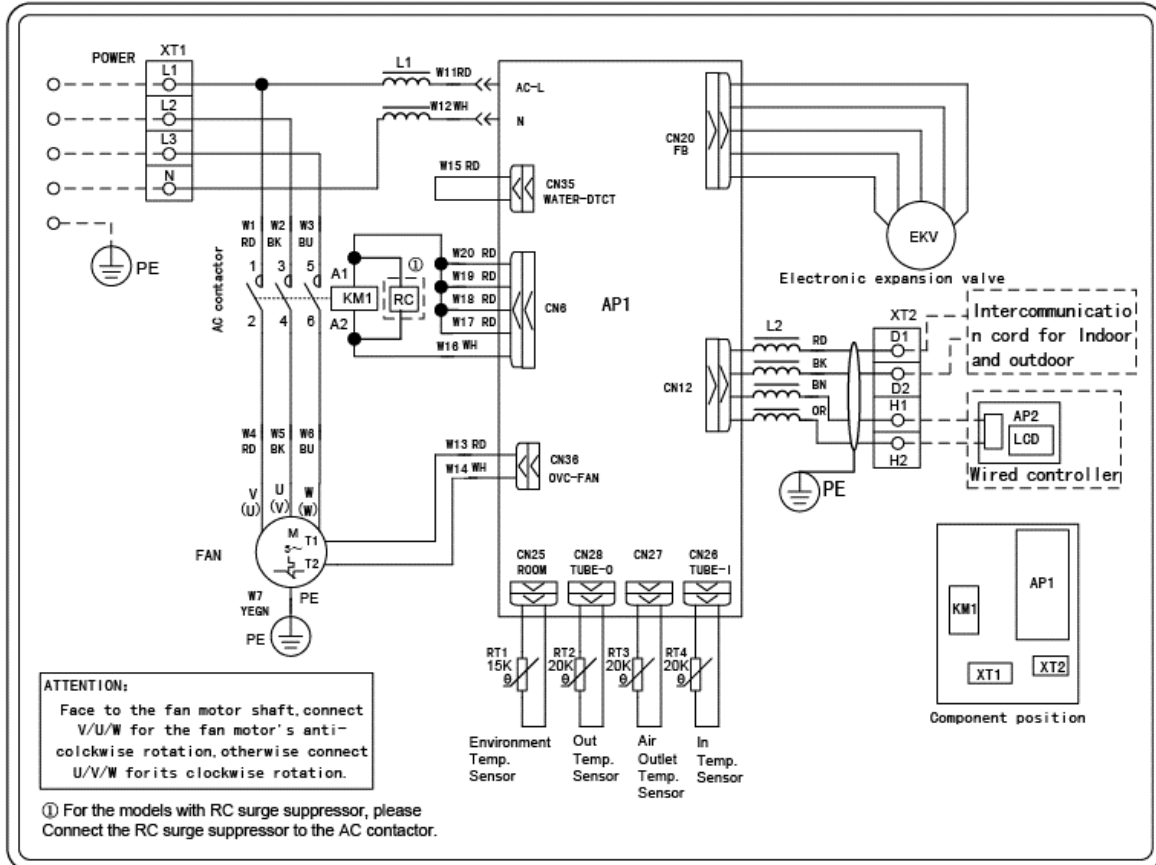 POWER
XT1
L1
L2
L3
N
PE
L1
W11RD
W12WH
AC-L
N
W15 RD
CN35
WATER-DTCT
CN20
FB
EKV
Electronic expansion valve
W1 W2 W3
RD BK BU
1 3 5
2 4 6
AC contactor
A1
KM1
A2
RC
①
W20 RD
W19 RD
W18 RD
W17 RD
W16 WH
CN6
AP1
L2
RD
BK
BN
OR
CN12
XT2
D1
D2
H1
H2
Intercommunicatio
n cord for Indoor
and outdoor
AP2
LCD
Wired controller
PE
W4 W5 W6
RD BK BU
V U W
(U) (V) (W)
M
3~
T1
T2
FAN
W7
YEGN
PE
PE
W13 RD
W14 WH
CN36
OVC-FAN
CN25
ROOM
CN28
TUBE-O
CN27
CN26
TUBE-I
RT1
15K
θ
RT2
20K
θ
RT3
20K
θ
RT4
20K
θ
Environment
Temp.
Sensor
Out
Temp.
Sensor
Air
Outlet
Temp.
Sensor
In
Temp.
Sensor
KM1
AP1
XT1
XT2
Component position
ATTENTION:
Face to the fan motor shaft, connect
V/U/W for the fan motor's anti-
colckwise rotation, otherwise connect
U/V/W forits clockwise rotation.
① For the models with RC surge suppressor, please
Connect the RC surge suppressor to the AC contactor.